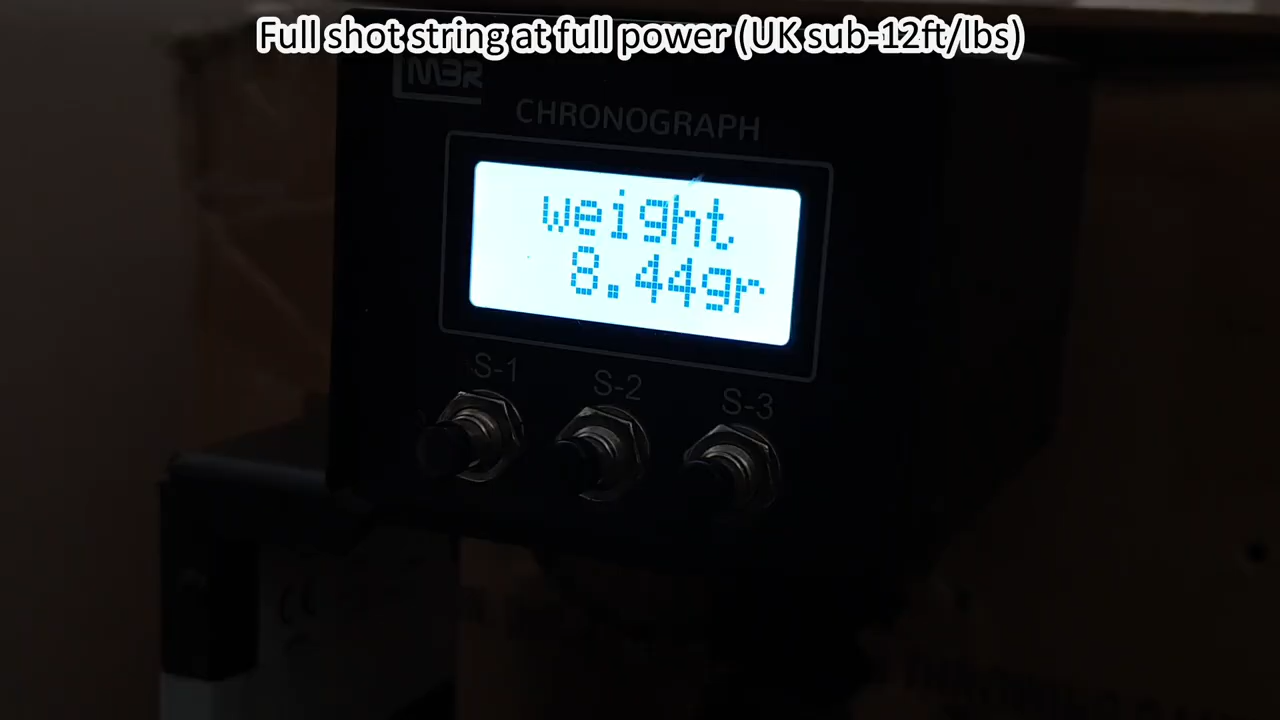 Full shot string at full power (UK sub-12ft/lbs)
CHRONOGRAPH
weight
8.44gr
S-1 S-2 S-3